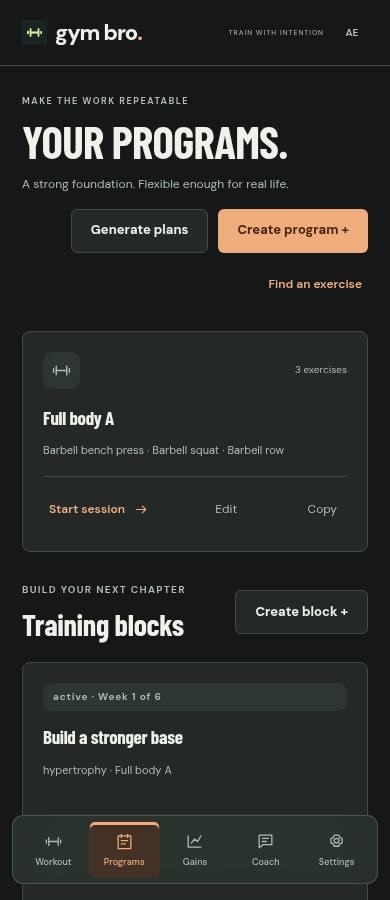 gym bro.
TRAIN WITH INTENTION
AE
MAKE THE WORK REPEATABLE
YOUR PROGRAMS.
A strong foundation. Flexible enough for real life.
Generate plans
Create program +
Find an exercise
3 exercises
Full body A
Barbell bench press · Barbell squat · Barbell row
Start session →
Edit
Copy
BUILD YOUR NEXT CHAPTER
Training blocks
Create block +
active · Week 1 of 6
Build a stronger base
hypertrophy · Full body A
Workout
Programs
Gains
Coach
Settings